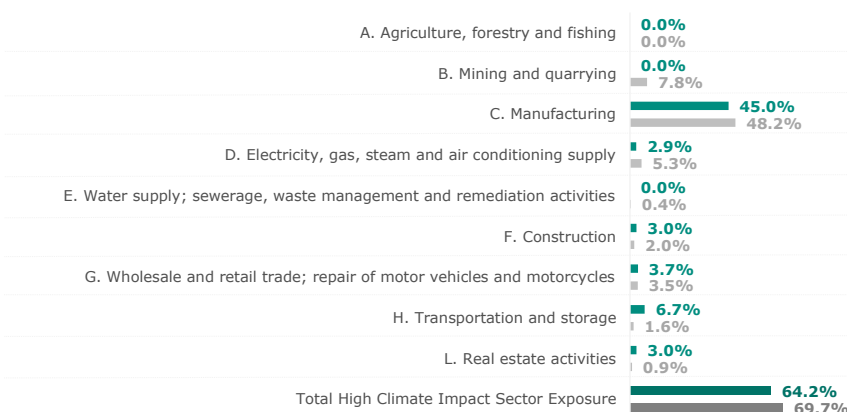 A. Agriculture, forestry and fishing 0.0%
0.0%
B. Mining and quarrying 0.0%
7.8%
C. Manufacturing 45.0%
48.2%
D. Electricity, gas, steam and air conditioning supply 2.9%
5.3%
E. Water supply; sewerage, waste management and remediation activities 0.0%
0.4%
F. Construction 3.0%
2.0%
G. Wholesale and retail trade; repair of motor vehicles and motorcycles 3.7%
3.5%
H. Transportation and storage 6.7%
1.6%
L. Real estate activities 3.0%
0.9%
Total High Climate Impact Sector Exposure 64.2%
69.7%